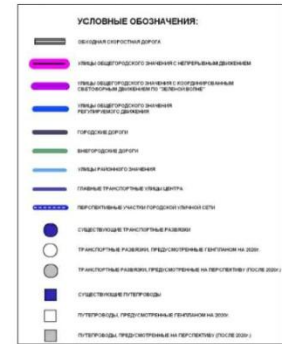 УСЛОВНЫЕ ОБОЗНАЧЕНИЯ:
ОБХОДНАЯ СКОРОСТНАЯ ДОРОГА
УЛИЦЫ ОБЩЕГОРОДСКОГО ЗНАЧЕНИЯ С НЕПРЕРЫВНЫМ ДВИЖЕНИЕМ
УЛИЦЫ ОБЩЕГОРОДСКОГО ЗНАЧЕНИЯ С КООРДИНИРОВАННЫМ
СВЕТОФОРНЫМ ДВИЖЕНИЕМ ПО "ЗЕЛЕНОЙ ВОЛНЕ"
УЛИЦЫ ОБЩЕГОРОДСКОГО ЗНАЧЕНИЯ
РЕГУЛИРУЕМОГО ДВИЖЕНИЯ
ГОРОДСКИЕ ДОРОГИ
ВНЕГОРОДСКИЕ ДОРОГИ
УЛИЦЫ РАЙОННОГО ЗНАЧЕНИЯ
ГЛАВНЫЕ ТРАНСПОРТНЫЕ УЛИЦЫ ЦЕНТРА
ПЕРСПЕКТИВНЫЕ УЧАСТКИ ГОРОДСКОЙ УЛИЧНОЙ СЕТИ
СУЩЕСТВУЮЩИЕ ТРАНСПОРТНЫЕ РАЗВЯЗКИ
ТРАНСПОРТНЫЕ РАЗВЯЗКИ, ПРЕДУСМОТРЕННЫЕ ГЕНПЛАНОМ НА 2020г.
ТРАНСПОРТНЫЕ РАЗВЯЗКИ, ПРЕДУСМОТРЕННЫЕ НА ПЕРСПЕКТИВУ (ПОСЛЕ 2020г.)
СУЩЕСТВУЮЩИЕ ПУТЕПРОВОДЫ
ПУТЕПРОВОДЫ, ПРЕДУСМОТРЕННЫЕ ГЕНПЛАНОМ НА 2020г.
ПУТЕПРОВОДЫ, ПРЕДУСМОТРЕННЫЕ НА ПЕРСПЕКТИВУ (ПОСЛЕ 2020г.)